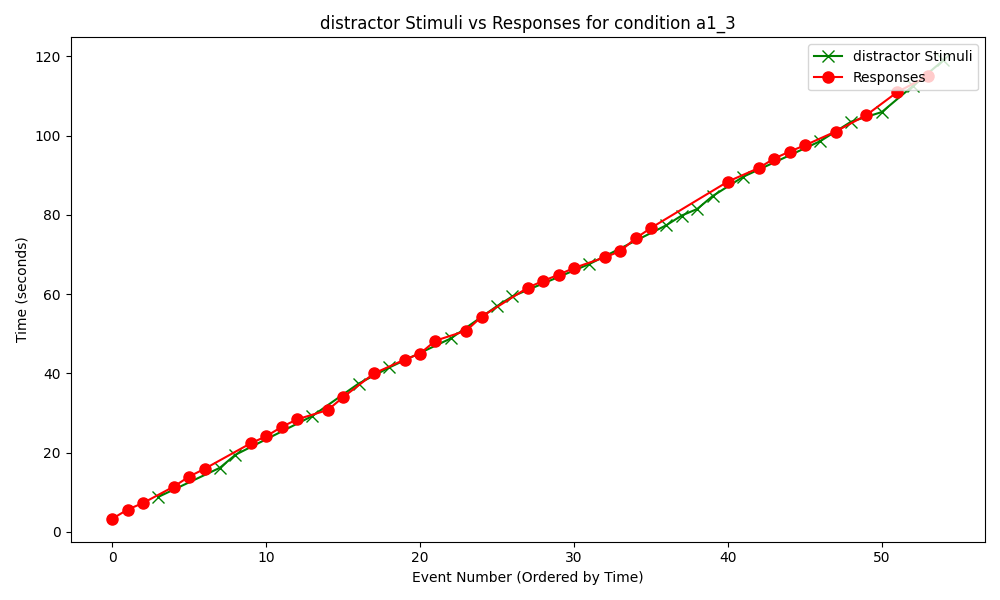 distractor Stimuli vs Responses for condition a1_3
distractor Stimuli
Responses
Time (seconds)
120
100
80
60
40
20
0
0 10 20 30 40 50
Event Number (Ordered by Time)